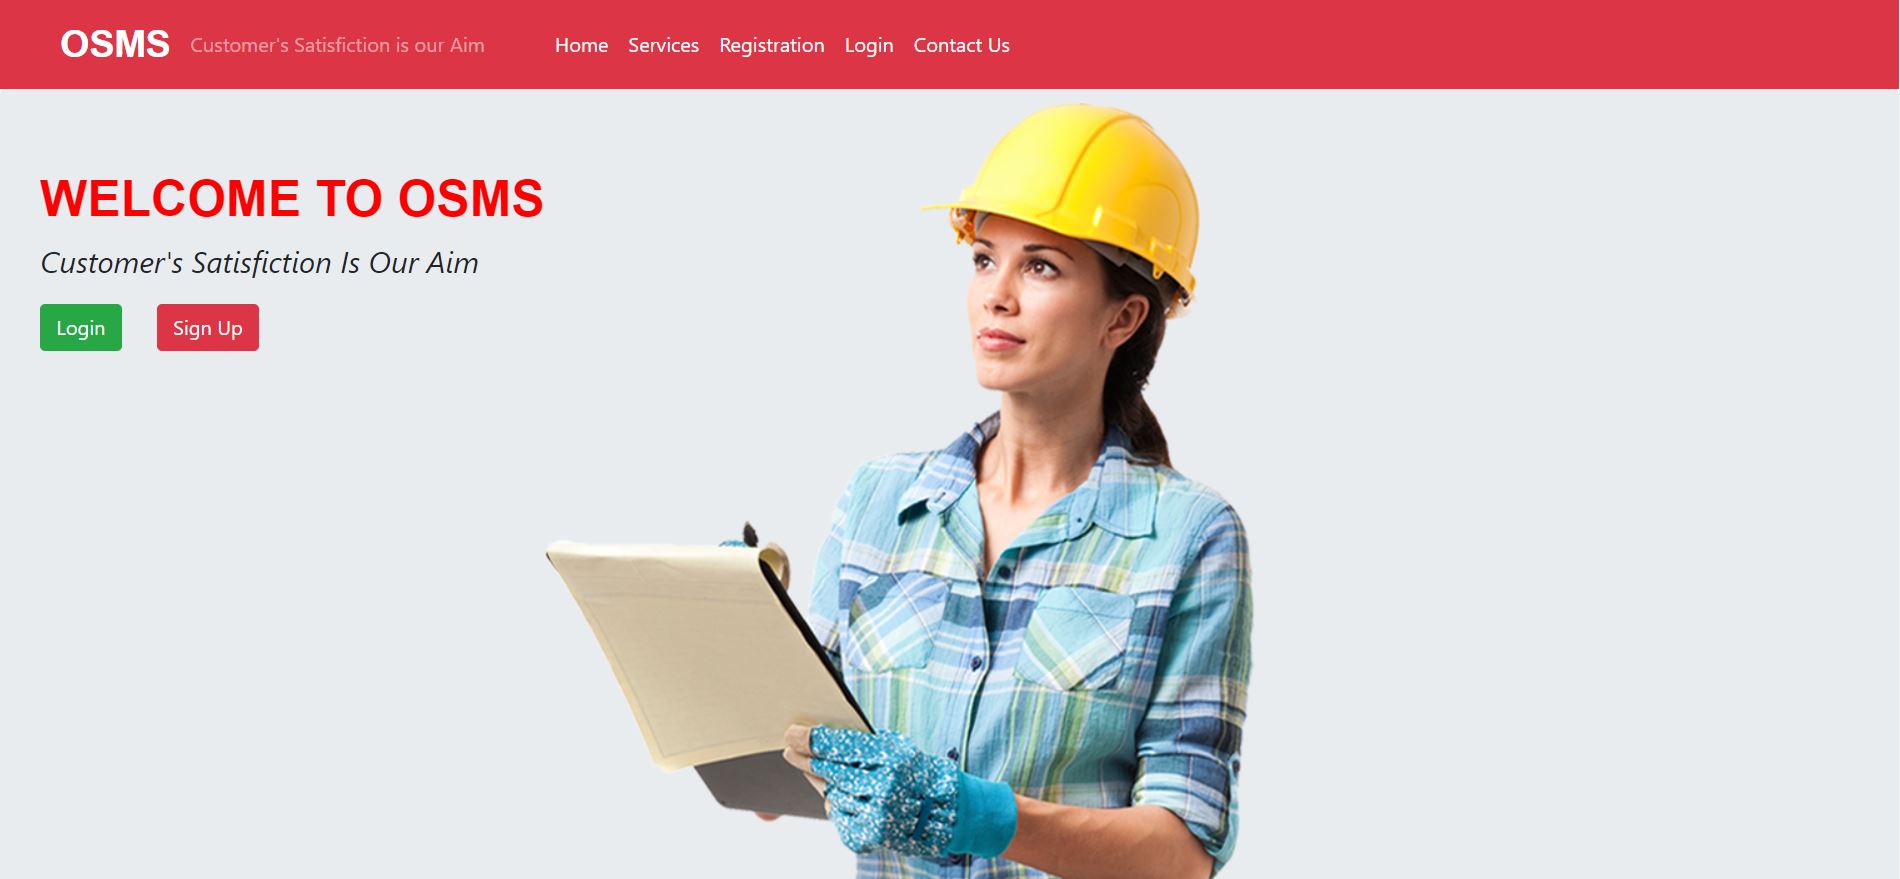 OSMS Customer's Satisfiction is our Aim Home Services Registration Login Contact Us
WELCOME TO OSMS
Customer's Satisfiction Is Our Aim
Login Sign Up